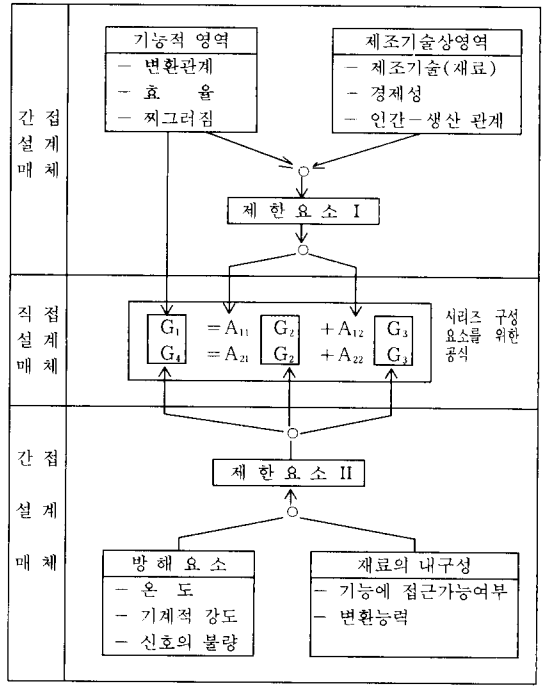 기능적 영역
- 변환관계
- 효 율
- 찌그러짐
제조기술상영역
- 제조기술(재료)
- 경제성
- 인간-생산 관계
간 접
설 계
매 체
제 한 요 소 I
직 접
설 계
매 체
G₁ =A₁₁ G₂ +A₁₂ G₃
G₄ =A₂₁ G₂ +A₂₂ G₃
시리즈 구성
요소를 위한
공식
간 접
설 계
매 체
제 한 요 소 II
방 해 요 소
- 온 도
- 기계적 강도
- 신호의 불량
재료의 내구성
- 기능에 접근가능여부
- 변환능력